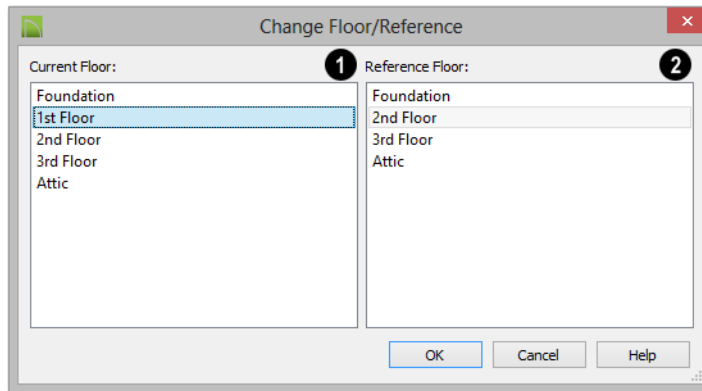 Change Floor/Reference
Current Floor:
1
Foundation
1st Floor
2nd Floor
3rd Floor
Attic
Reference Floor:
2
Foundation
2nd Floor
3rd Floor
Attic
OK
Cancel
Help